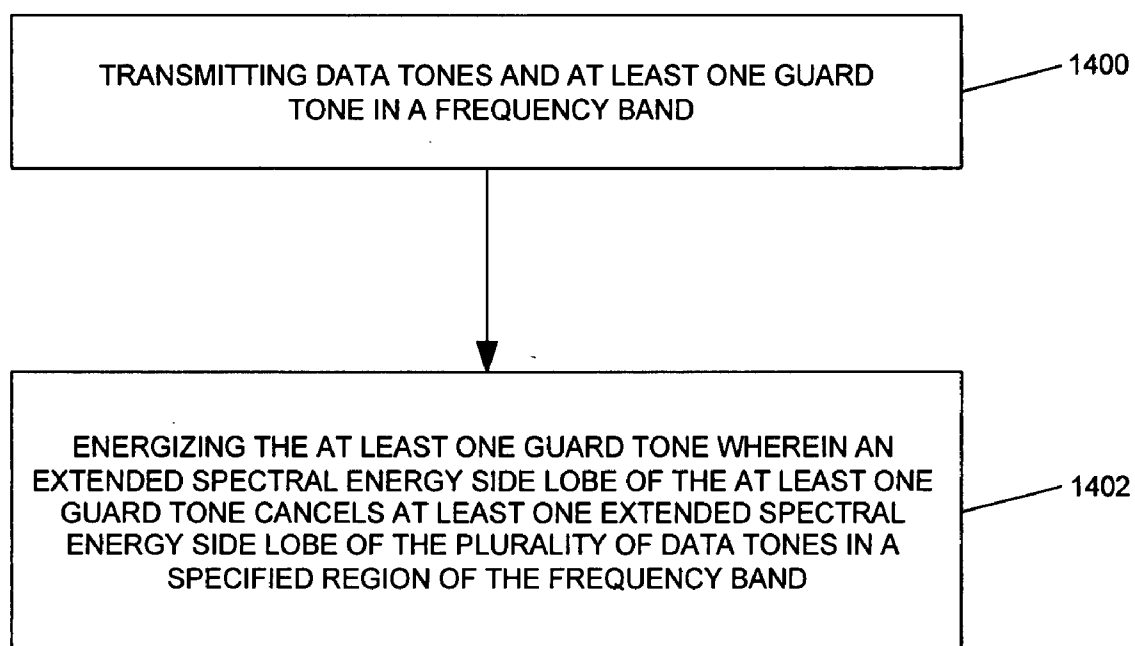 TRANSMITTING DATA TONES AND AT LEAST ONE GUARD
TONE IN A FREQUENCY BAND
1400
ENERGIZING THE AT LEAST ONE GUARD TONE WHEREIN AN
EXTENDED SPECTRAL ENERGY SIDE LOBE OF THE AT LEAST ONE
GUARD TONE CANCELS AT LEAST ONE EXTENDED SPECTRAL
ENERGY SIDE LOBE OF THE PLURALITY OF DATA TONES IN A
SPECIFIED REGION OF THE FREQUENCY BAND
1402